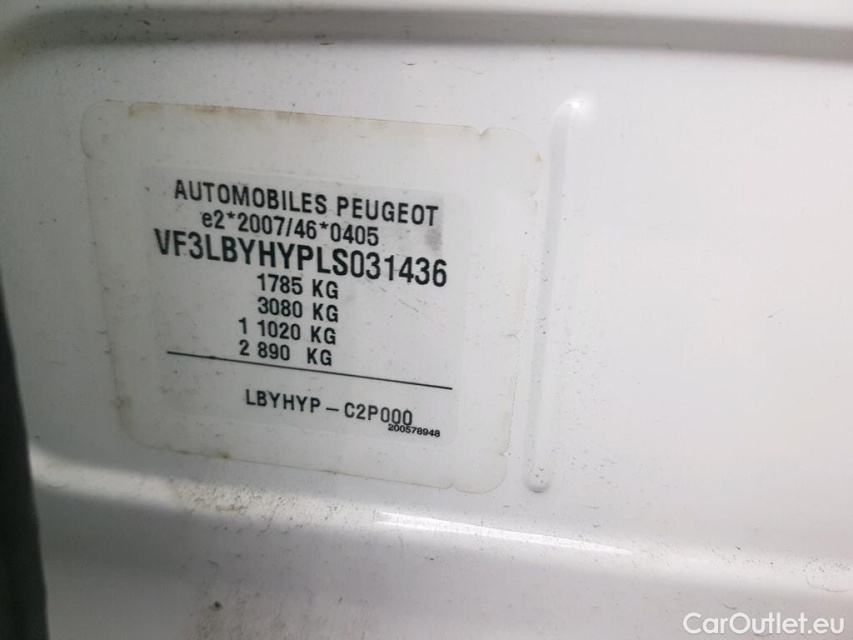 AUTOMOBILES PEUGEOT
e2*2007/46*0405
VF3LBYHYPLS031436
1785 KG
3080 KG
1 1020 KG
2 890 KG
LBYHYP-C2P000
200578948
CarOutlet.eu